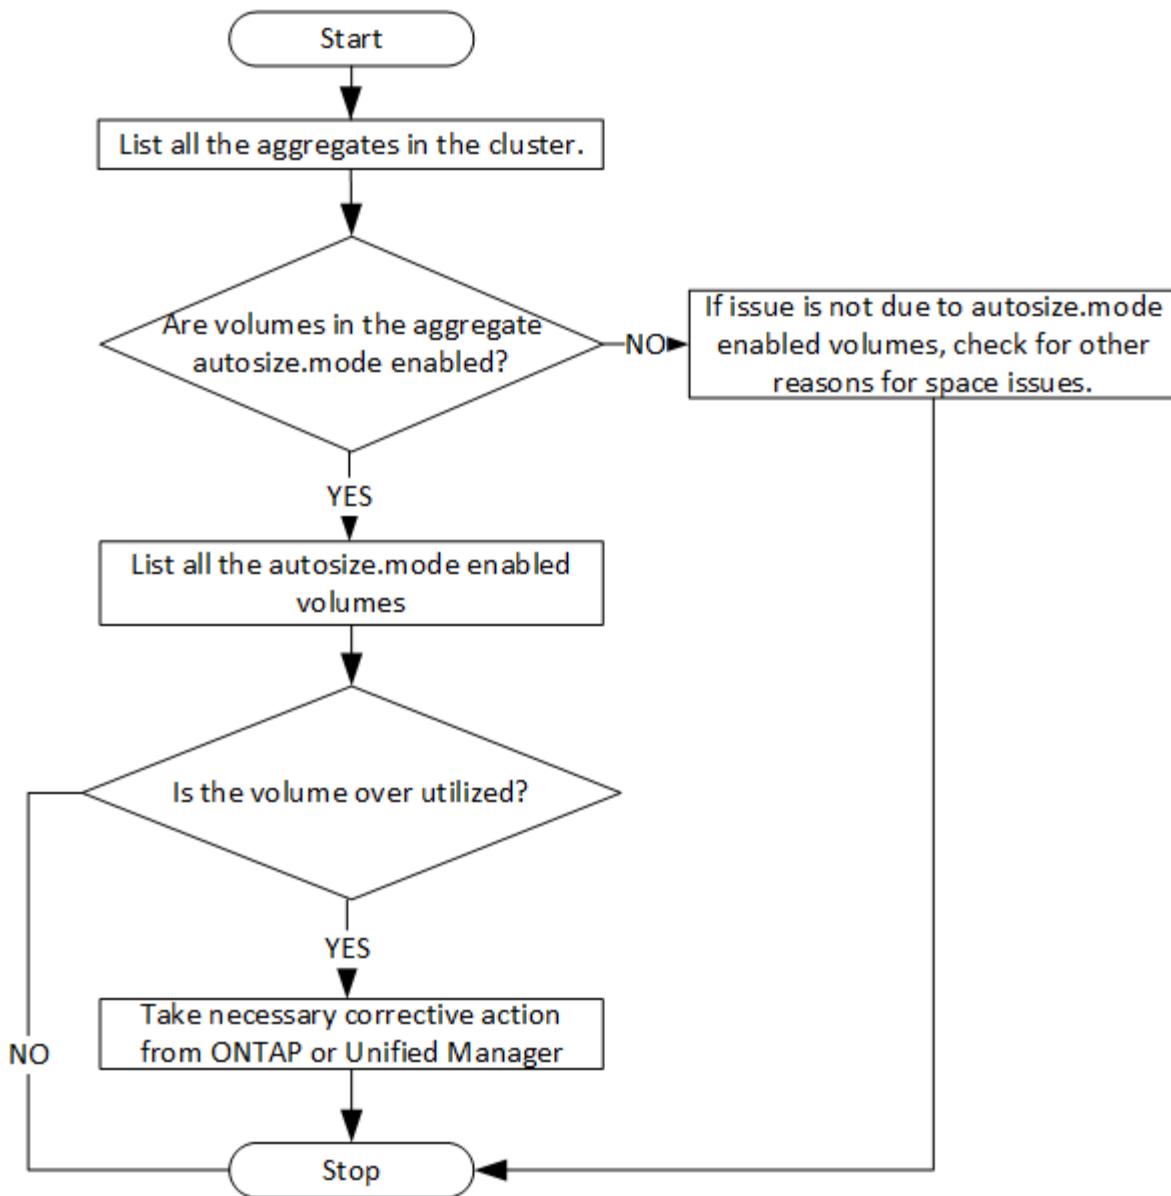 Start
List all the aggregates in the cluster.
Are volumes in the aggregate
autosize.mode enabled?
NO
If issue is not due to autosize.mode
enabled volumes, check for other
reasons for space issues.
YES
List all the autosize.mode enabled
volumes
Is the volume over utilized?
YES
Take necessary corrective action
from ONTAP or Unified Manager
NO
Stop